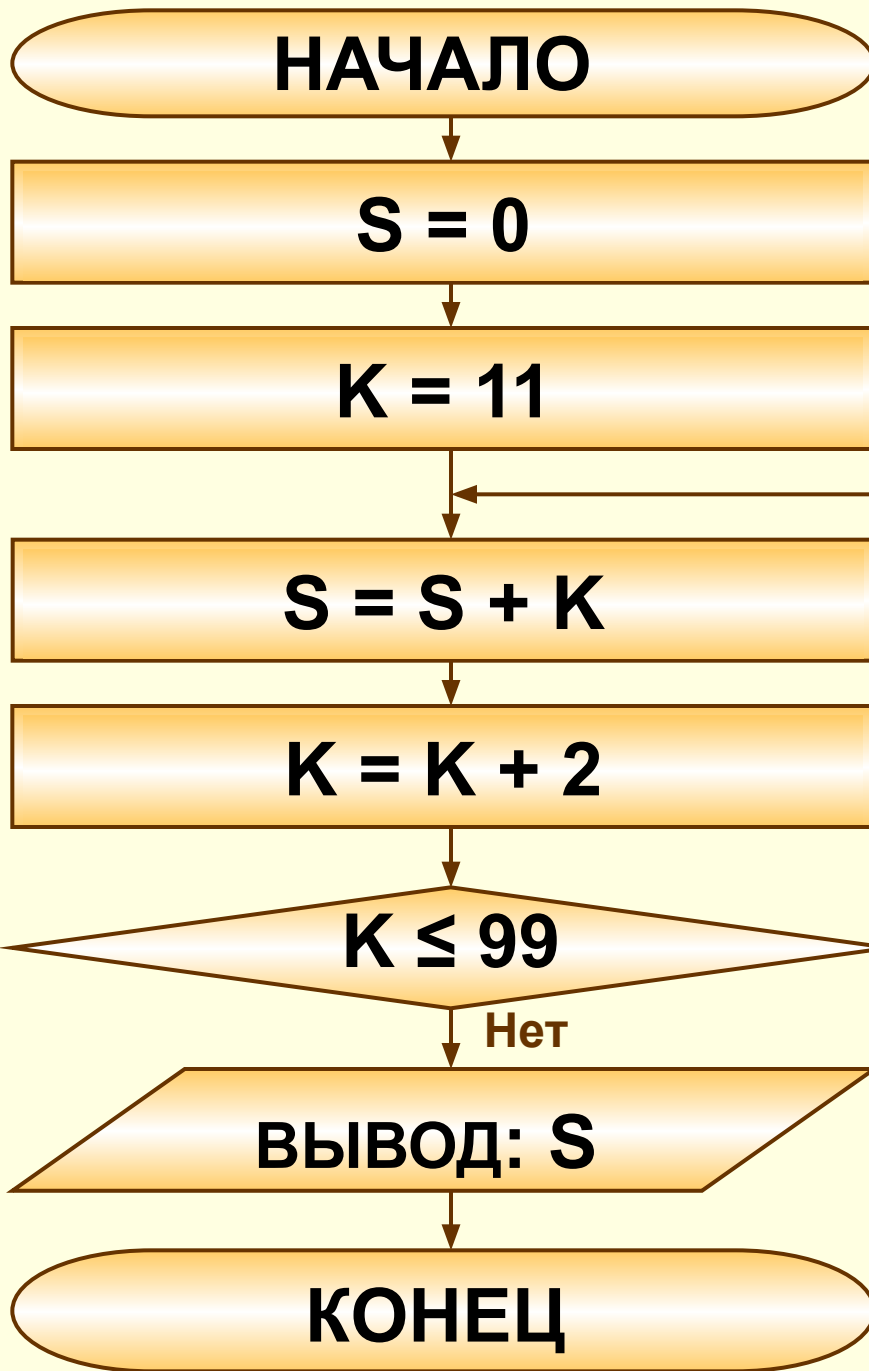 НАЧАЛО
S = 0
K = 11
S = S + K
K = K + 2
K ≤ 99
Нет
ВЫВОД: S
КОНЕЦ